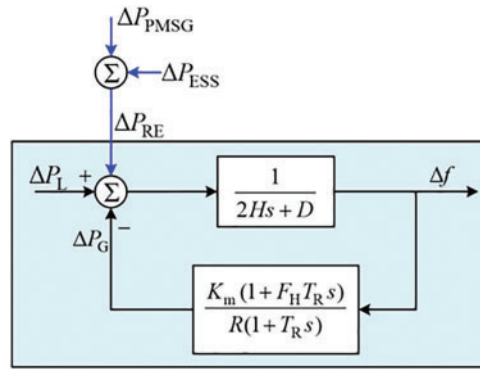 ΔP_PMSG
Σ
ΔP_ESS
ΔP_RE
ΔP_L + Σ
1
2Hs + D
Δf
ΔP_G −
K_m(1 + F_H T_R s)
R(1 + T_R s)